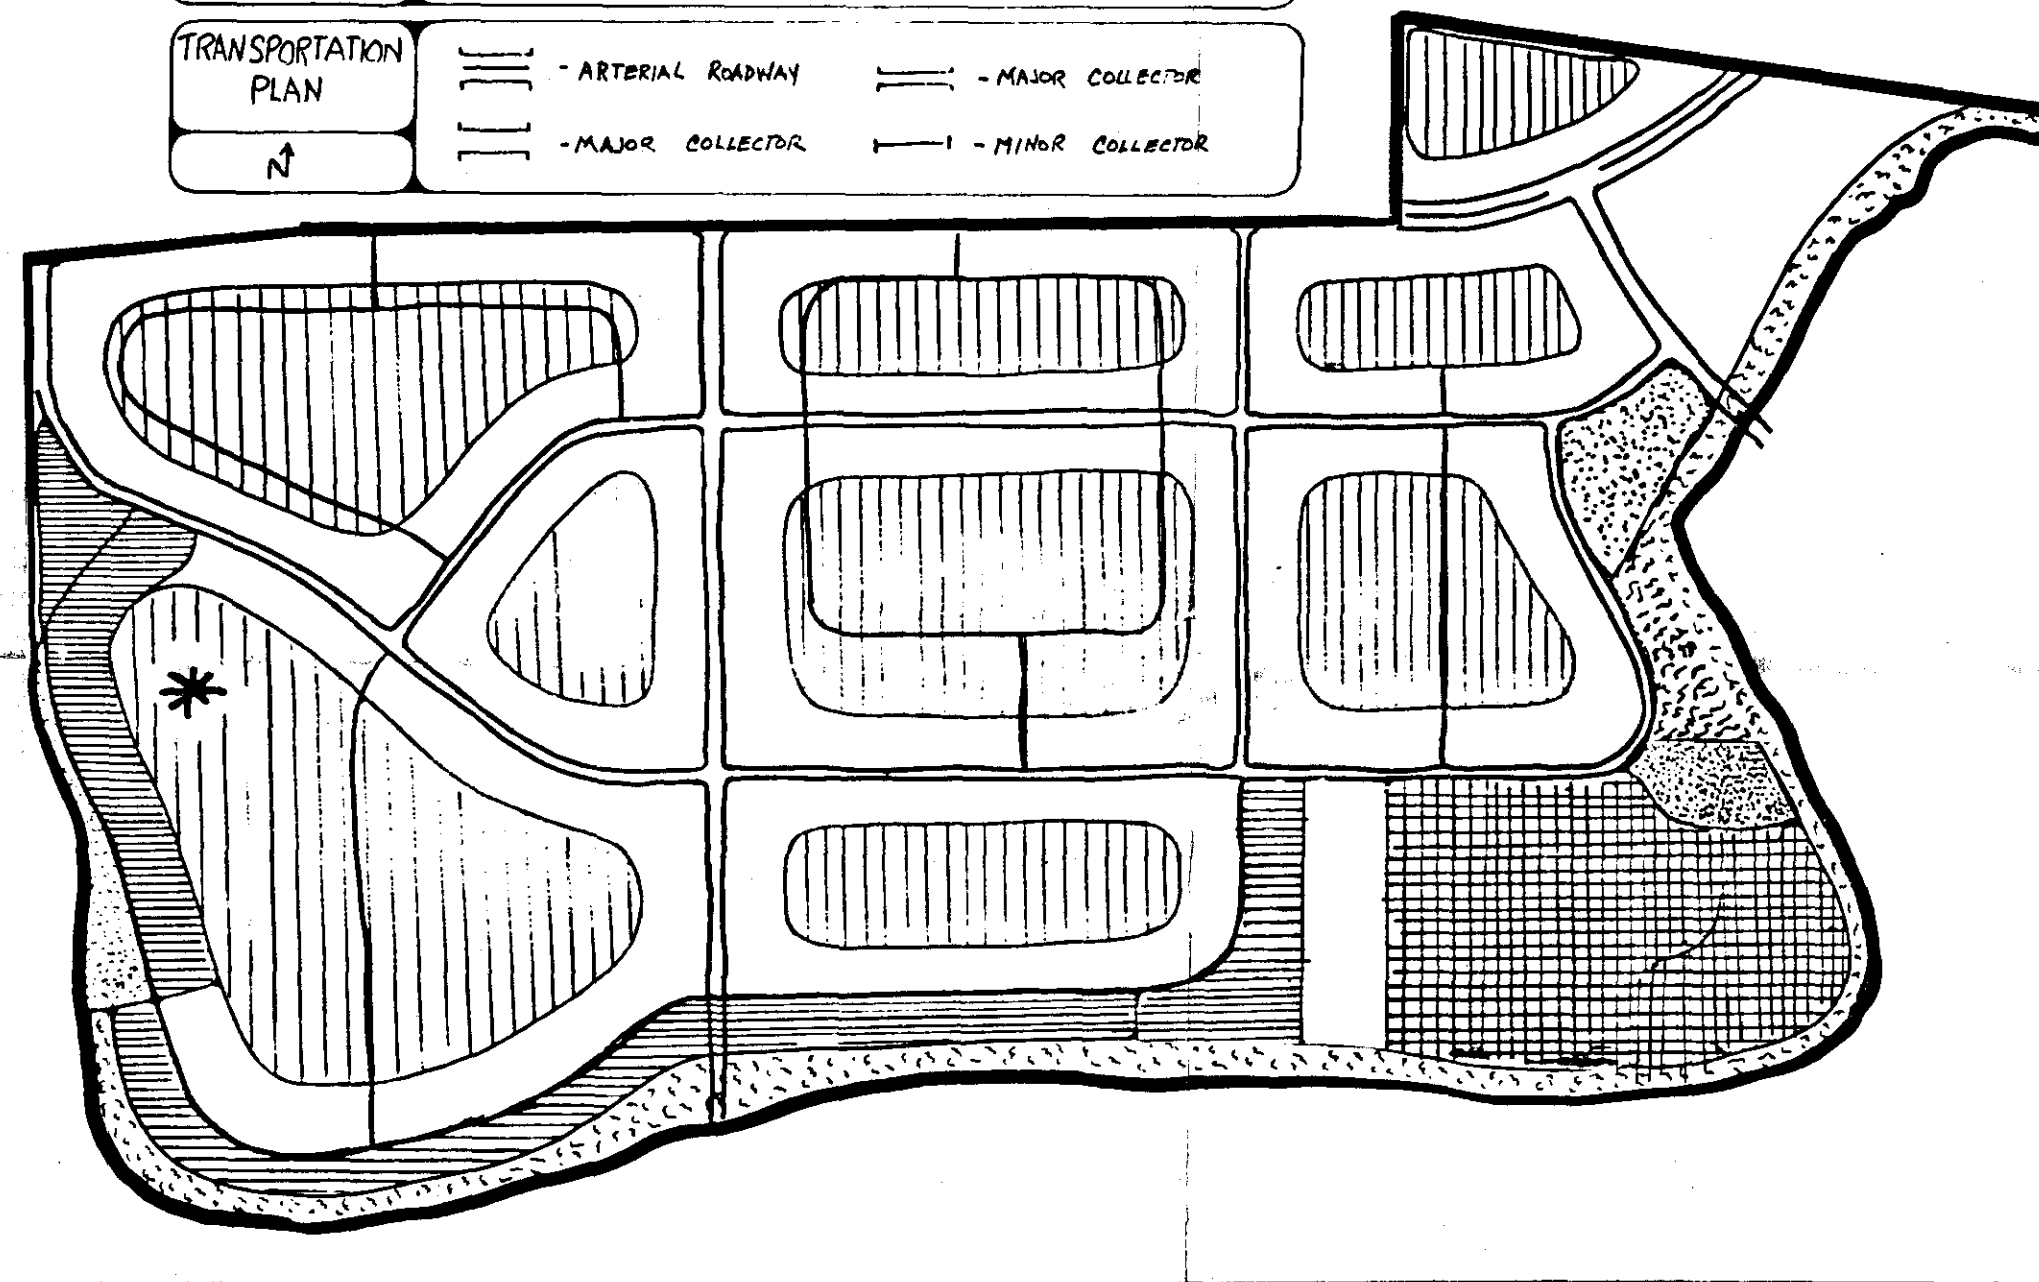 TRANSPORTATION
PLAN
N
- ARTERIAL ROADWAY
- MAJOR COLLECTOR
- MAJOR COLLECTOR
- MINOR COLLECTOR